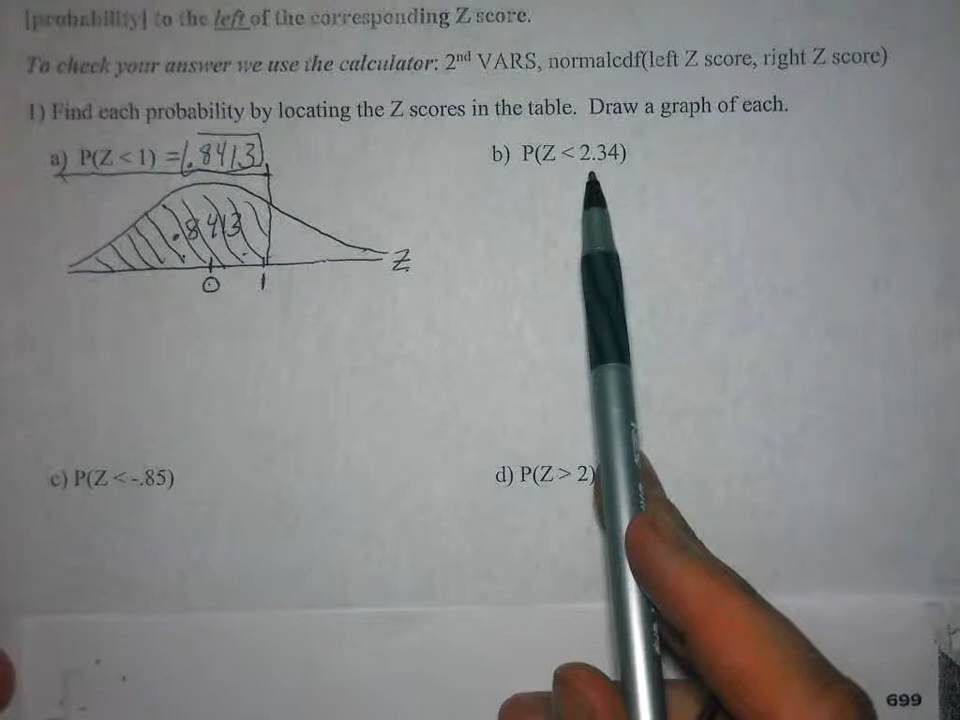 [probability] to the left of the corresponding Z score.
To check your answer we use the calculator: 2nd VARS, normalcdf(left Z score, right Z score)
1) Find each probability by locating the Z scores in the table. Draw a graph of each.
a) P(Z < 1) = .8413
b) P(Z < 2.34)
.8413
Z
0 1
c) P(Z < -.85)
d) P(Z > 2)
699